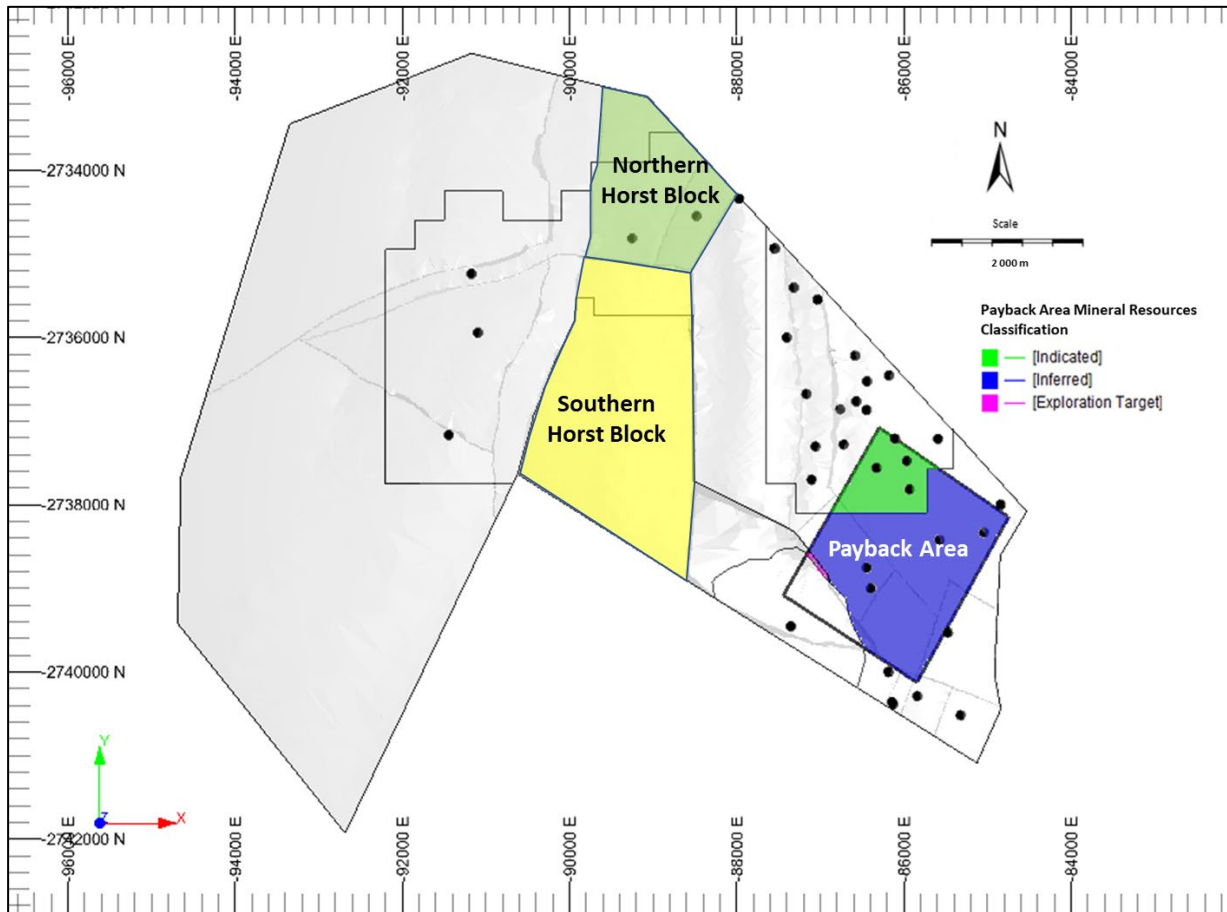 -96000 E
-94000 E
-92000 E
-90000 E
-88000 E
-86000 E
-84000 E
-2734000 N
-2736000 N
-2738000 N
-2740000 N
-2742000 N
Northern
Horst Block
Southern
Horst Block
Payback Area
N
Scale
2 000 m
Payback Area Mineral Resources
Classification
[Indicated]
[Inferred]
[Exploration Target]
Y
Z
X
-96000 E
-94000 E
-92000 E
-90000 E
-88000 E
-86000 E
-84000 E